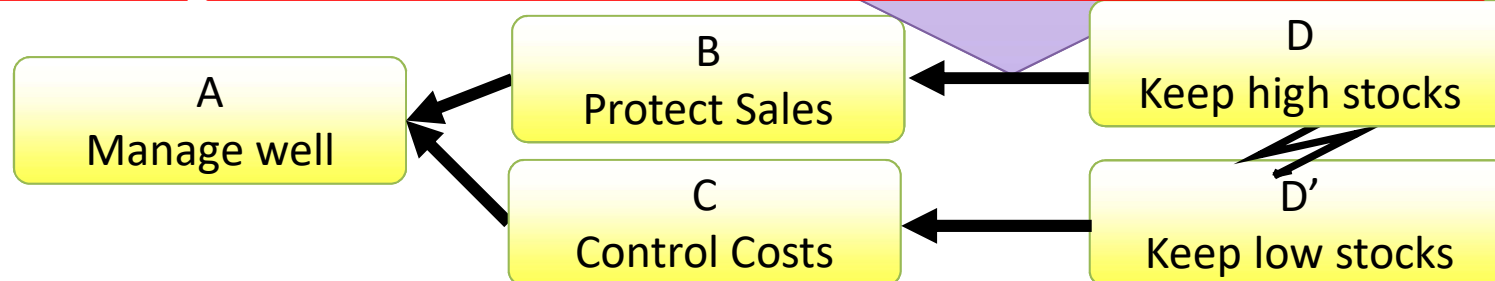 A
Manage well
B
Protect Sales
D
Keep high stocks
C
Control Costs
D’
Keep low stocks